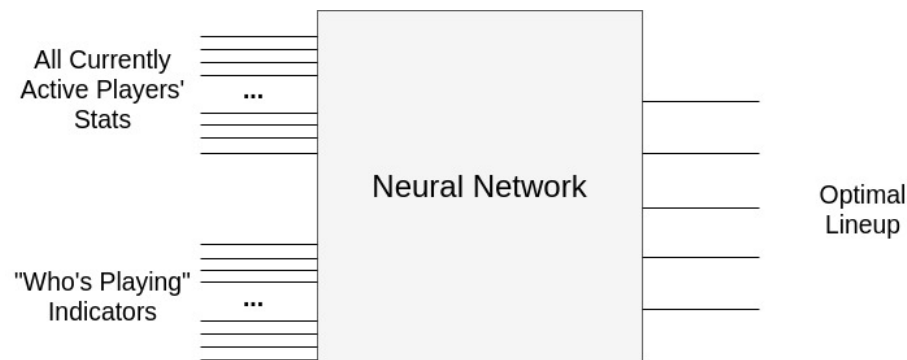 All Currently
Active Players'
Stats
...
Neural Network
Optimal
Lineup
"Who's Playing"
Indicators
...